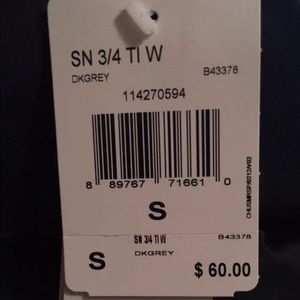 SN 3/4 TI W
DKGREY B43378
114270594
8 89767 71661 0
S
SN 3/4 TI W B43378
S DKGREY
$ 60.00